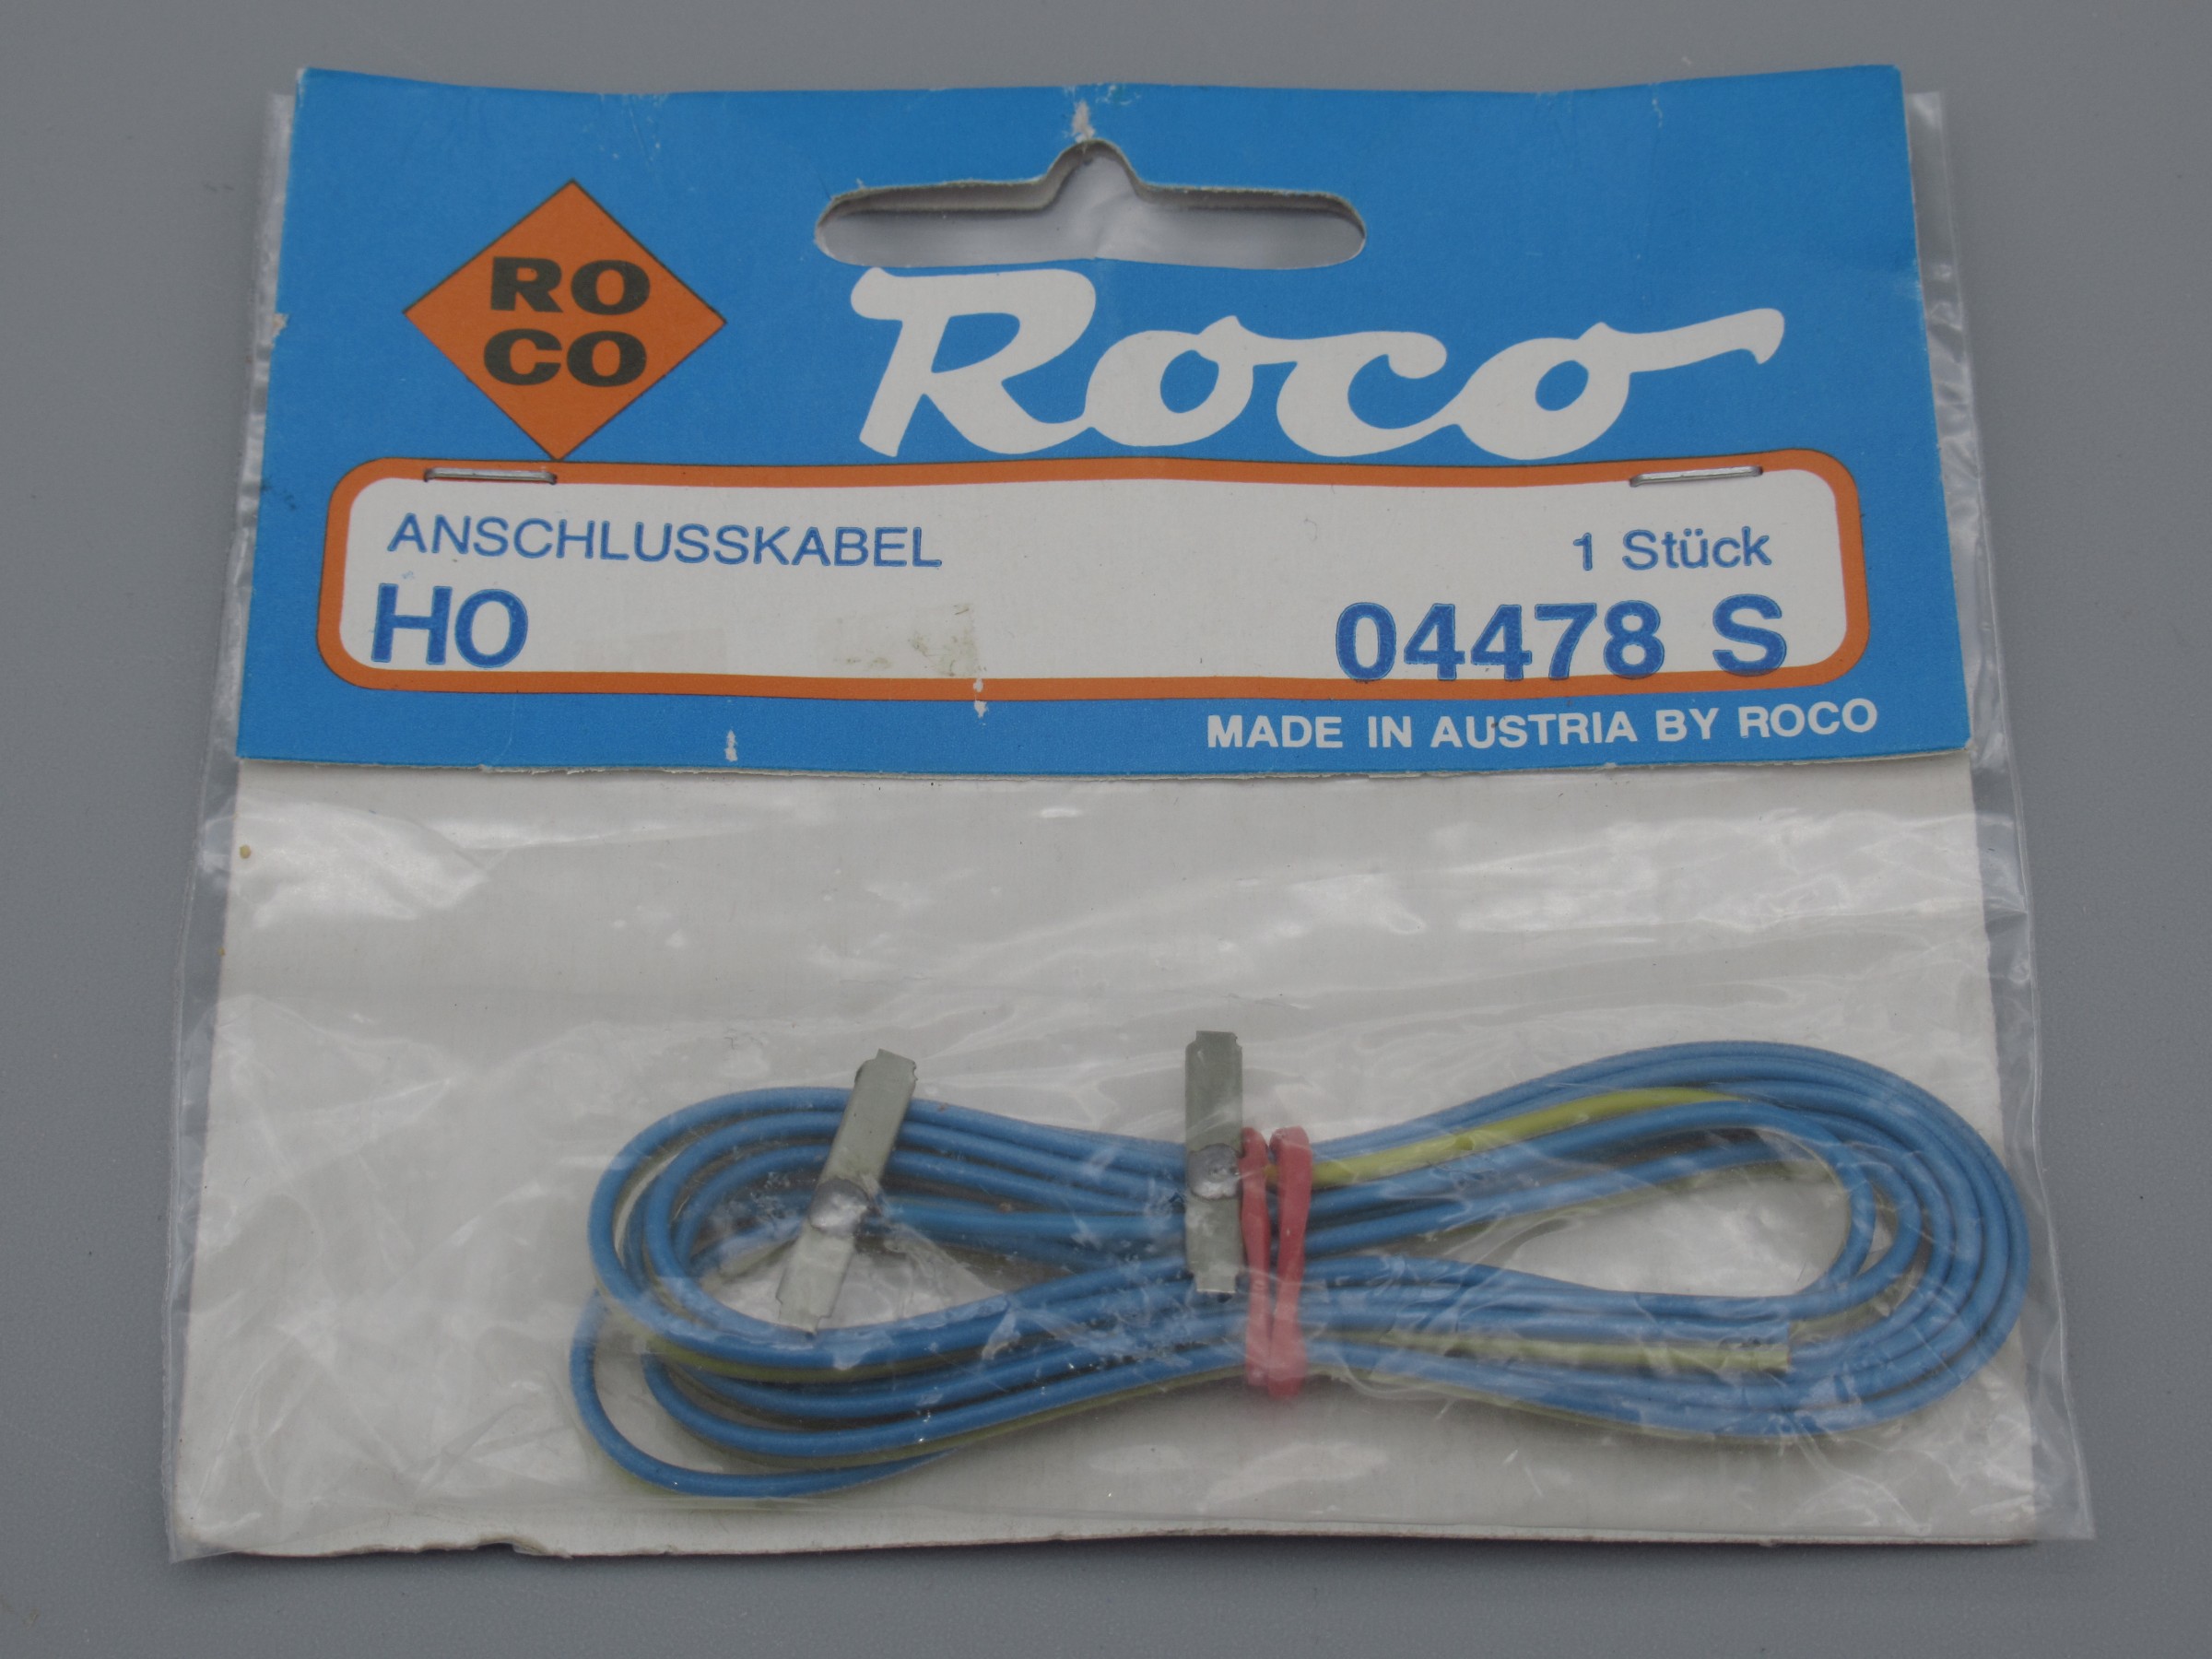 RO
CO
Roco
ANSCHLUSSKABEL
1 Stück
HO
04478 S
MADE IN AUSTRIA BY ROCO